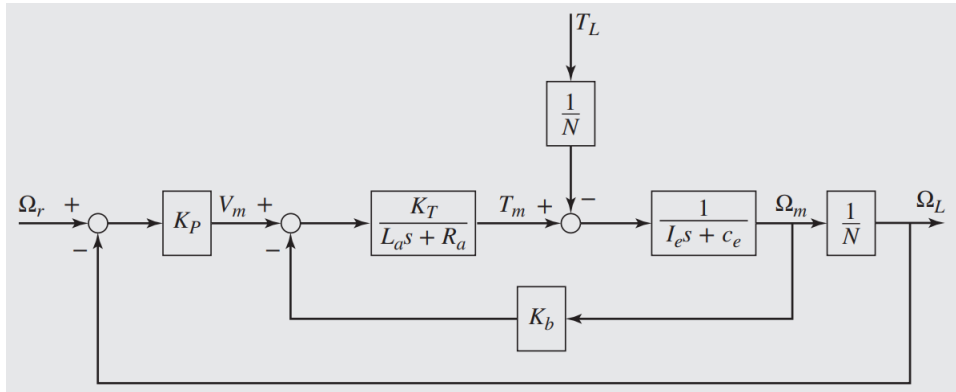 T_L
1/N
Ω_r + − K_P V_m + − K_T/(L_a s + R_a) T_m + − 1/(I_e s + c_e) Ω_m 1/N Ω_L
K_b